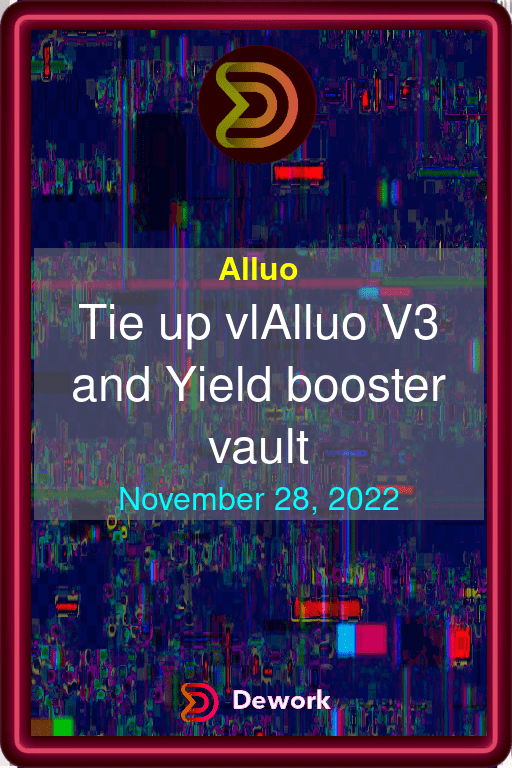 Alluo
Tie up vlAlluo V3
and Yield booster
vault
November 28, 2022
Dework